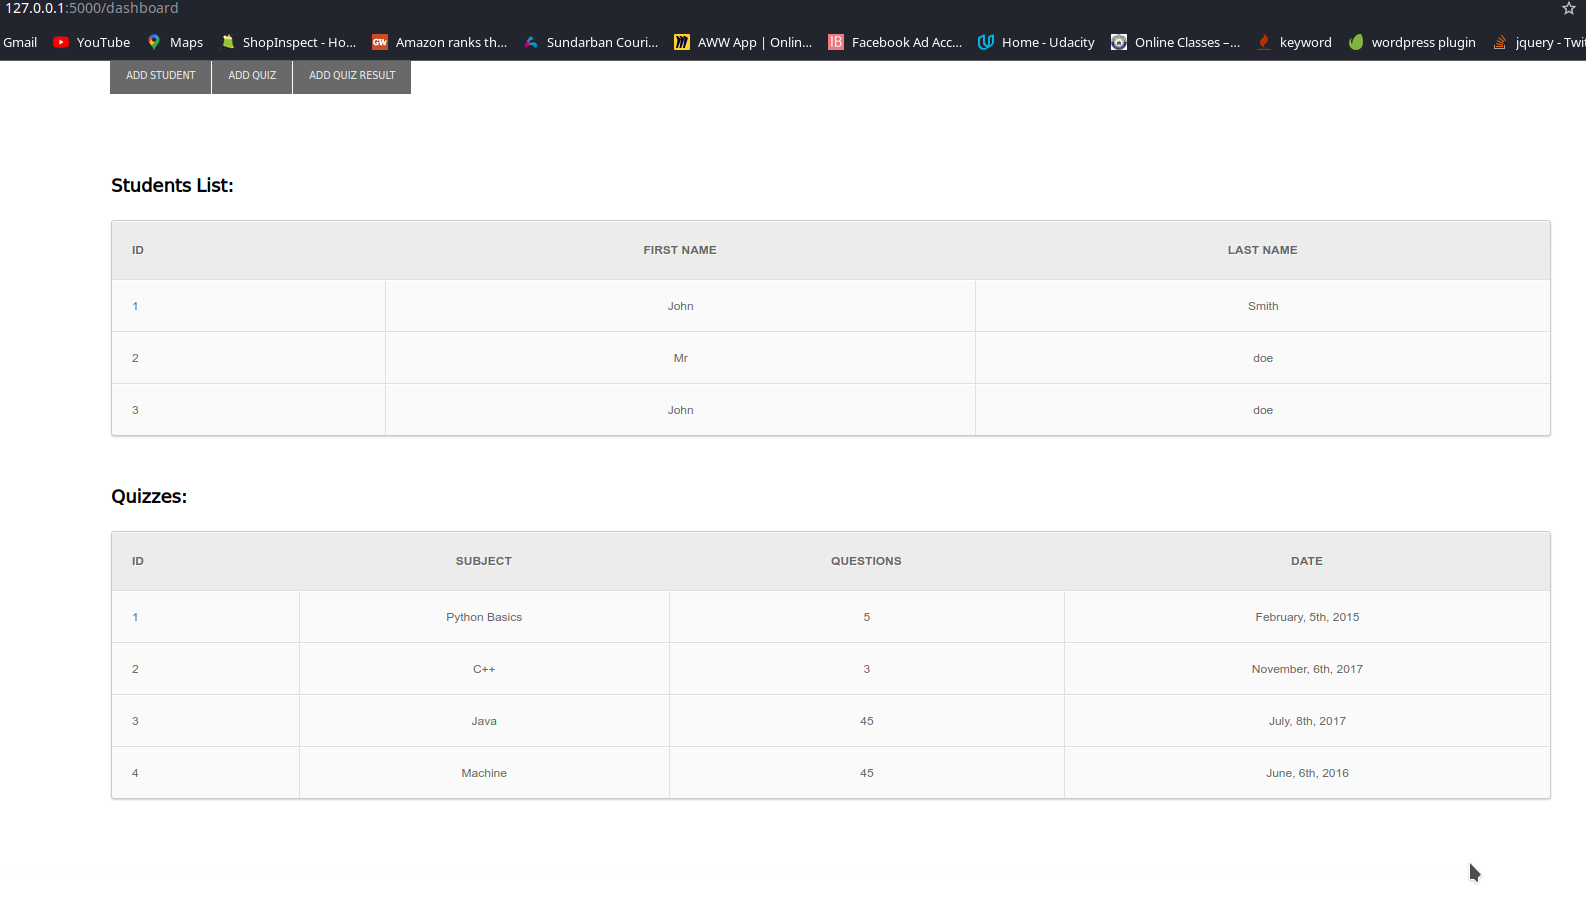 127.0.0.1:5000/dashboard
Gmail YouTube Maps ShopInspect - Ho... GW Amazon ranks th... Sundarban Couri... AWW App | Onlin... IB Facebook Ad Acc... Home - Udacity Online Classes –... keyword wordpress plugin jquery - Twi
ADD STUDENT ADD QUIZ ADD QUIZ RESULT
Students List:
ID FIRST NAME LAST NAME
1 John Smith
2 Mr doe
3 John doe
Quizzes:
ID SUBJECT QUESTIONS DATE
1 Python Basics 5 February, 5th, 2015
2 C++ 3 November, 6th, 2017
3 Java 45 July, 8th, 2017
4 Machine 45 June, 6th, 2016